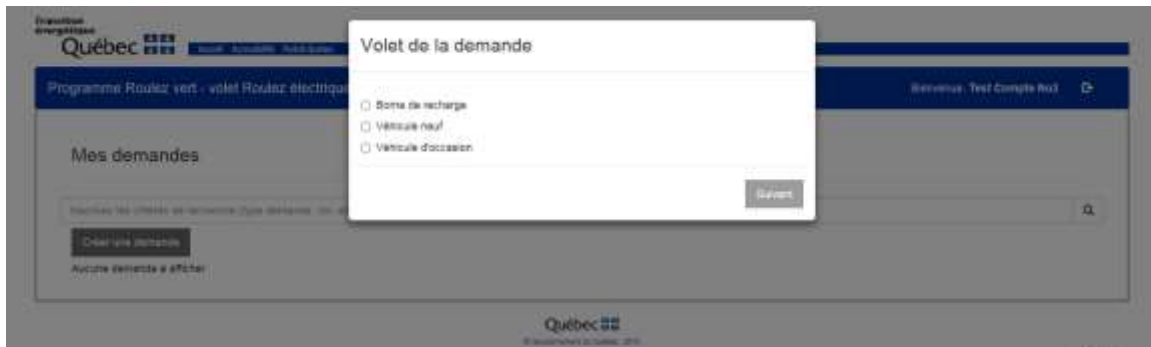 Transition
énergétique
Québec
Volet de la demande
Programme Roulez vert - volet Roulez électrique
Bienvenue, Test Compte No3
Borne de recharge
Véhicule neuf
Véhicule d'occasion
Mes demandes
Suivant
Créer une demande
Aucune demande à afficher
Québec